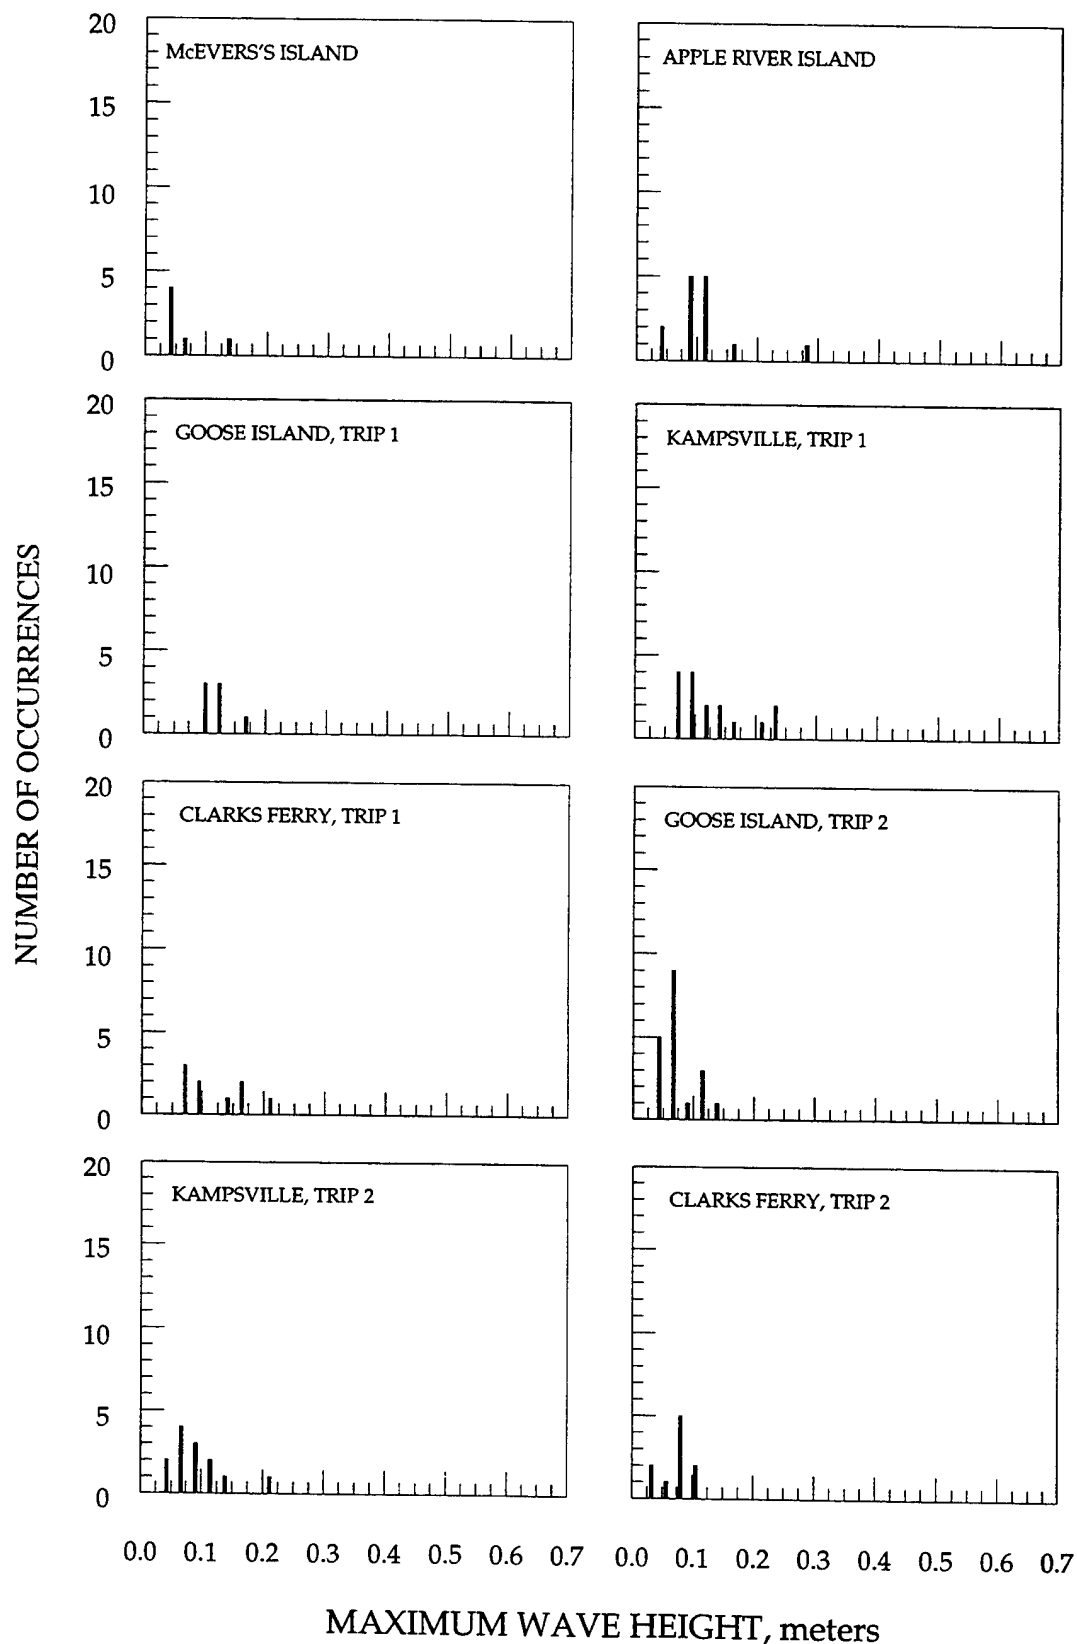 20
McEVERS'S ISLAND
APPLE RIVER ISLAND
15
10
5
0
20
GOOSE ISLAND, TRIP 1
KAMPSVILLE, TRIP 1
15
10
5
0
20
CLARKS FERRY, TRIP 1
GOOSE ISLAND, TRIP 2
15
10
5
0
20
KAMPSVILLE, TRIP 2
CLARKS FERRY, TRIP 2
15
10
5
0
NUMBER OF OCCURRENCES
0.0 0.1 0.2 0.3 0.4 0.5 0.6 0.7
0.0 0.1 0.2 0.3 0.4 0.5 0.6 0.7
MAXIMUM WAVE HEIGHT, meters